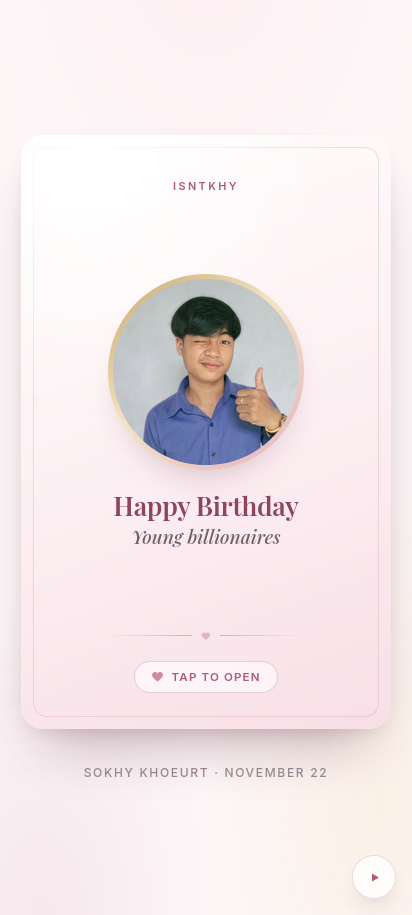 ISNTKHY
Happy Birthday
Young billionaires
TAP TO OPEN
SOKHY KHOEURT · NOVEMBER 22